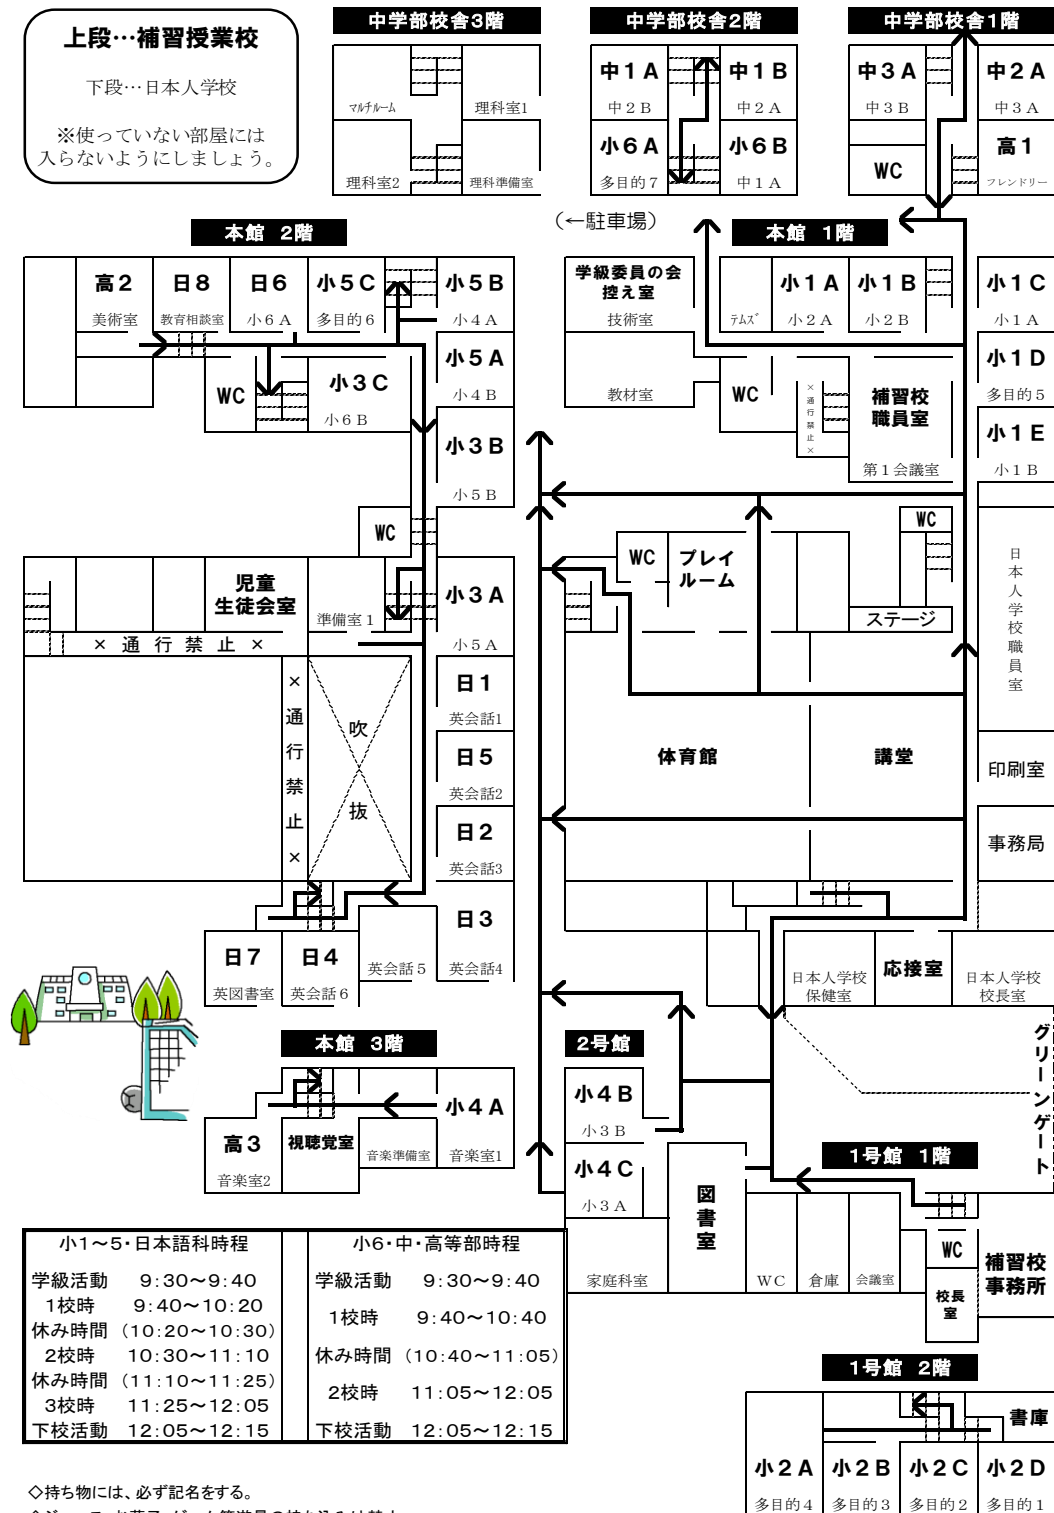 上段…補習授業校
下段…日本人学校
※使っていない部屋には
入らないようにしましょう。
中学部校舎3階
マルチルーム
理科室1
理科室2
理科準備室
中学部校舎2階
中1A
中2B
中1B
中2A
小6A
多目的7
小6B
中1A
中学部校舎1階
中3A
中3B
中2A
中3A
WC
高1
フレンドリー
(←駐車場)
本館 2階
高2
美術室
日8
教育相談室
日6
小6A
小5C
多目的6
小5B
小4A
小5A
小4B
WC
小3C
小6B
小3B
小5B
WC
児童
生徒会室
準備室1
小3A
小5A
×通行禁止×
×通行禁止×
吹
抜
日1
英会話1
日5
英会話2
日2
英会話3
日3
英会話4
日7
英図書室
日4
英会話6
英会話5
本館 1階
学級委員の会
控え室
技術室
教材室
テムズ
小1A
小2A
小1B
小2B
小1C
小1A
小1D
多目的5
小1E
小1B
WC
×通行禁止×
補習校
職員室
第1会議室
WC
プレイ
ルーム
WC
ステージ
日本人学校職員室
体育館
講堂
印刷室
事務局
日本人学校
保健室
応接室
日本人学校
校長室
グリーンゲート
本館 3階
小4A
音楽室1
高3
音楽室2
視聴覚室
音楽準備室
2号館
小4B
小3B
小4C
小3A
家庭科室
図書室
1号館 1階
WC
倉庫
会議室
WC
校長
室
補習校
事務所
小1～5・日本語科時程
学級活動 9:30～9:40
1校時 9:40～10:20
休み時間 (10:20～10:30)
2校時 10:30～11:10
休み時間 (11:10～11:25)
3校時 11:25～12:05
下校活動 12:05～12:15
小6・中・高等部時程
学級活動 9:30～9:40
1校時 9:40～10:40
休み時間 (10:40～11:05)
2校時 11:05～12:05
下校活動 12:05～12:15
1号館 2階
書庫
小2A
多目的4
小2B
多目的3
小2C
多目的2
小2D
多目的1
◇持ち物には、必ず記名をする。